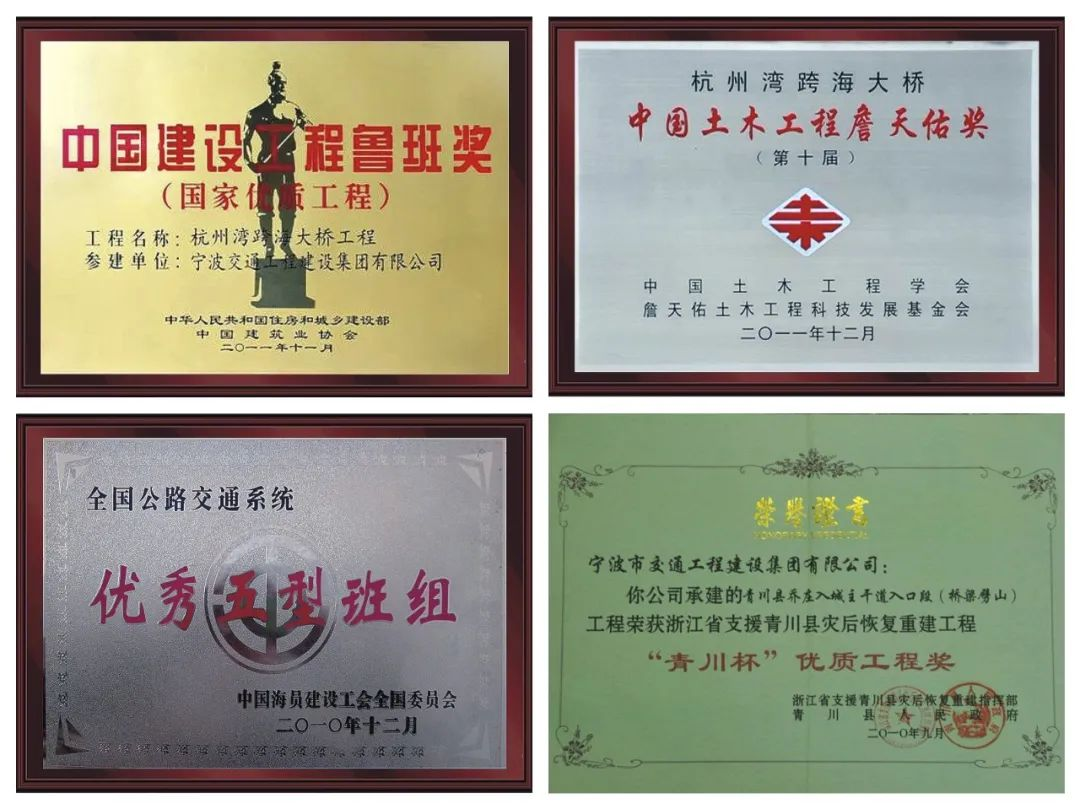 中国建设工程鲁班奖
（国家优质工程）
工程名称：杭州湾跨海大桥工程
参建单位：宁波交通工程建设集团有限公司
中华人民共和国住房和城乡建设部
中国建筑业协会
二〇一一年十一月
杭州湾跨海大桥
中国土木工程詹天佑奖
（第十届）
中国土木工程学会
詹天佑土木工程科技发展基金会
二〇一一年十二月
全国公路交通系统
优秀五型班组
中国海员建设工会全国委员会
二〇一〇年十二月
荣誉證書
HONORARY CREDENTIAL
宁波市交通工程建设集团有限公司：
你公司承建的青川县乔庄入城主干道入口段（桥梁劈山）
工程荣获浙江省支援青川县灾后恢复重建工程
“青川杯”优质工程奖
浙江省支援青川县灾后恢复重建指挥部
青川县人民政府
二〇一〇年九月